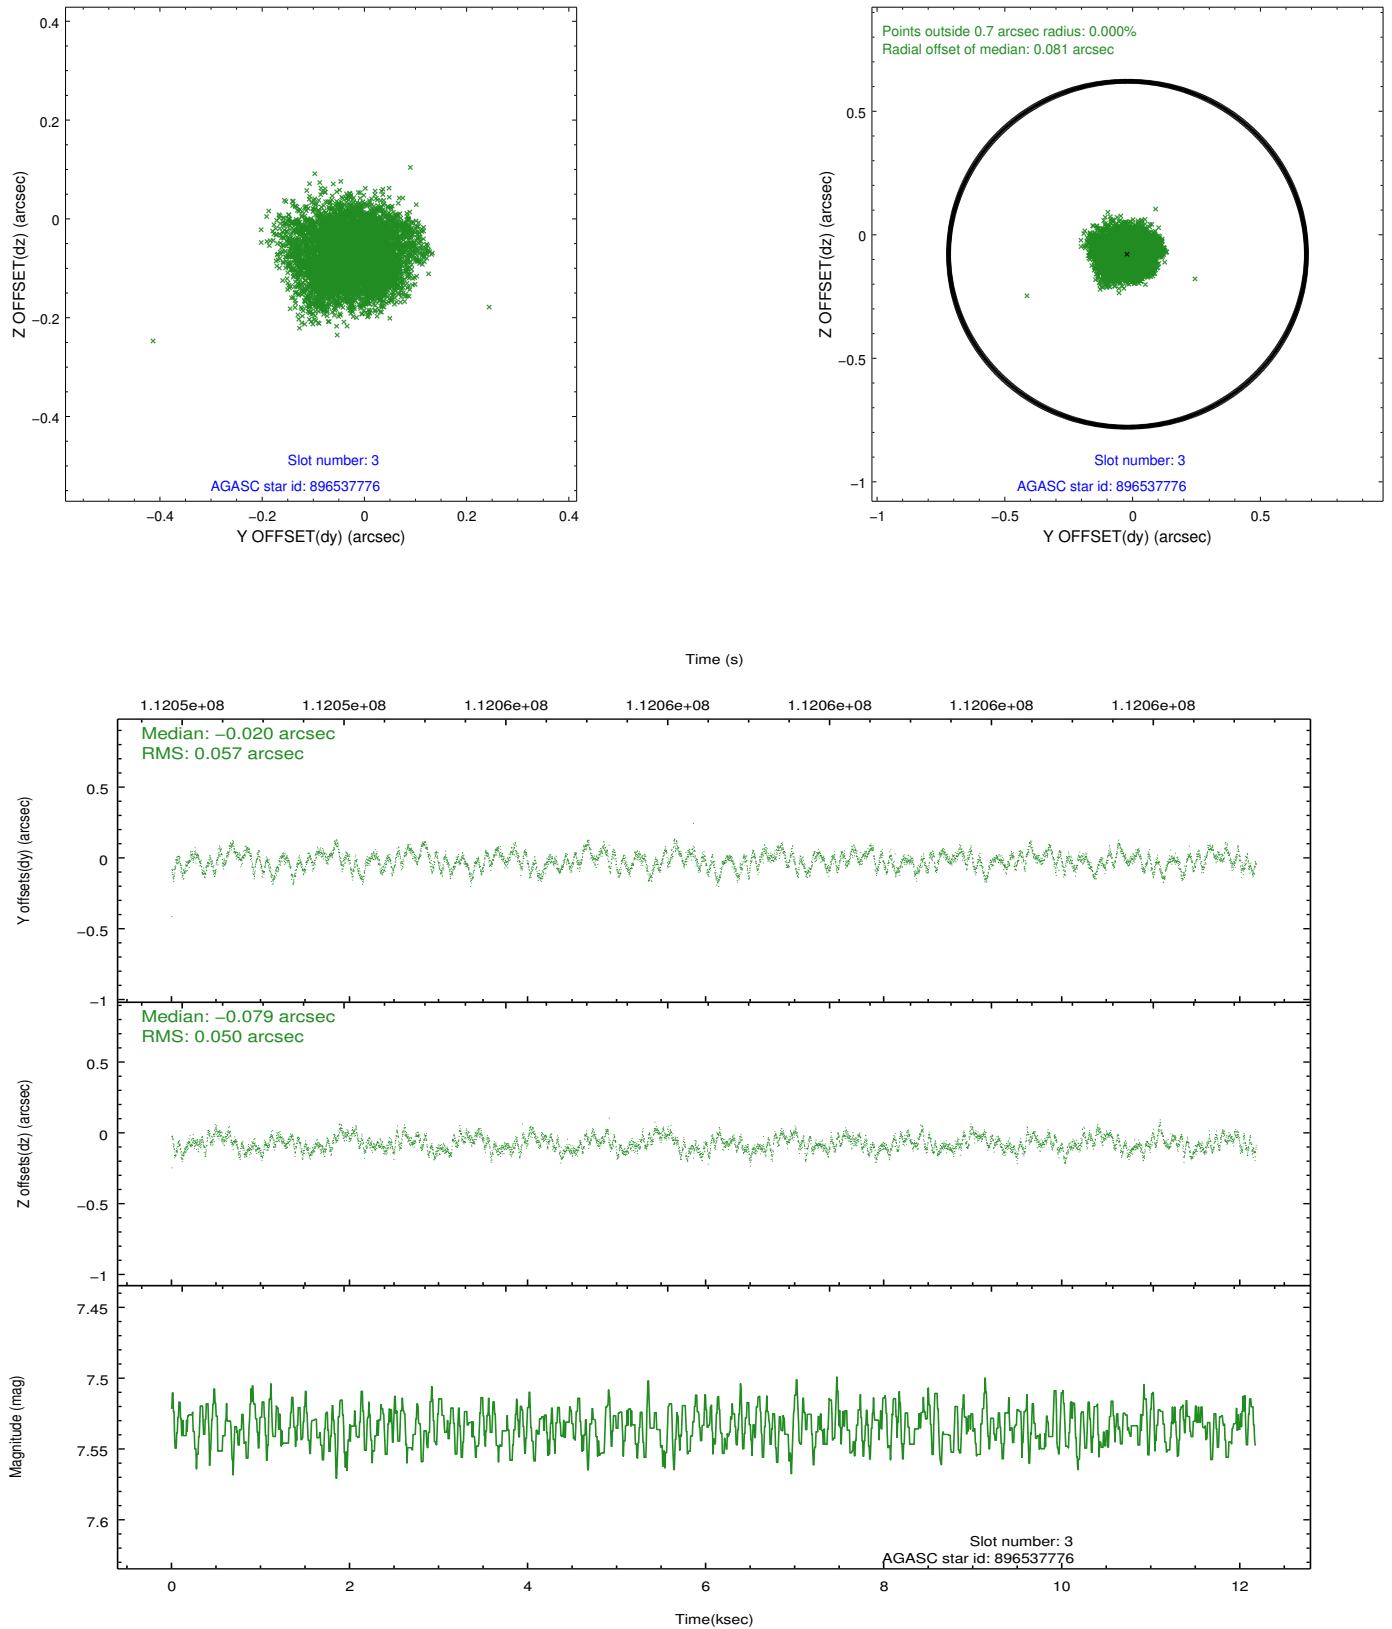 0.4
0.2
0
−0.2
−0.4
Z OFFSET(dz) (arcsec)
Slot number: 3
AGASC star id: 896537776
−0.4
−0.2
0
0.2
0.4
Y OFFSET(dy) (arcsec)
Points outside 0.7 arcsec radius: 0.000%
Radial offset of median: 0.081 arcsec
0.5
0
−0.5
−1
Z OFFSET(dz) (arcsec)
Slot number: 3
AGASC star id: 896537776
−1
−0.5
0
0.5
Y OFFSET(dy) (arcsec)
Time (s)
1.1205e+08
1.1205e+08
1.1206e+08
1.1206e+08
1.1206e+08
1.1206e+08
1.1206e+08
Median: −0.020 arcsec
RMS: 0.057 arcsec
0.5
0
−0.5
−1
Y offsets(dy) (arcsec)
Median: −0.079 arcsec
RMS: 0.050 arcsec
0.5
0
−0.5
−1
Z offsets(dz) (arcsec)
7.45
7.5
7.55
7.6
Magnitude (mag)
Slot number: 3
AGASC star id: 896537776
0
2
4
6
8
10
12
Time(ksec)